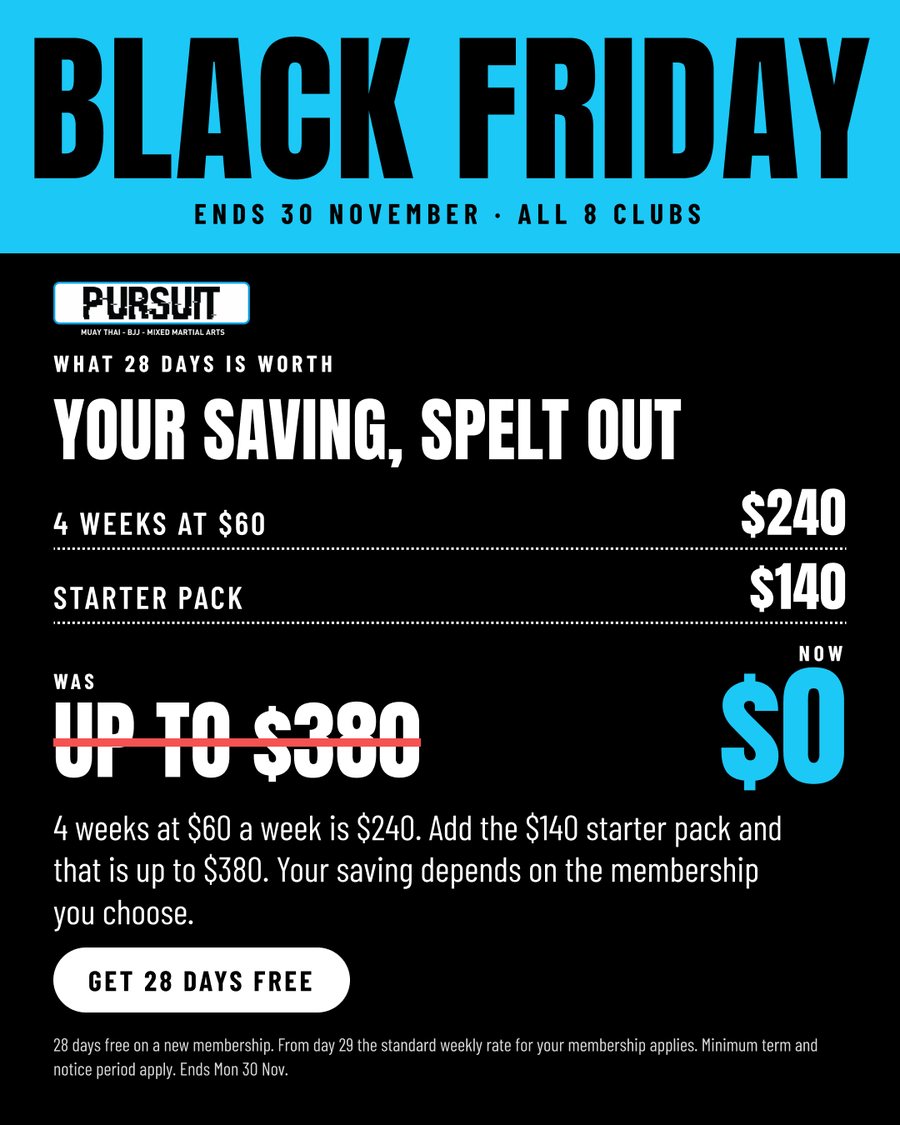 BLACK FRIDAY
ENDS 30 NOVEMBER · ALL 8 CLUBS
PURSUIT
MUAY THAI - BJJ - MIXED MARTIAL ARTS
WHAT 28 DAYS IS WORTH
YOUR SAVING, SPELT OUT
4 WEEKS AT $60 $240
STARTER PACK $140
NOW
WAS
UP TO $380 $0
4 weeks at $60 a week is $240. Add the $140 starter pack and
that is up to $380. Your saving depends on the membership
you choose.
GET 28 DAYS FREE
28 days free on a new membership. From day 29 the standard weekly rate for your membership applies. Minimum term and
notice period apply. Ends Mon 30 Nov.